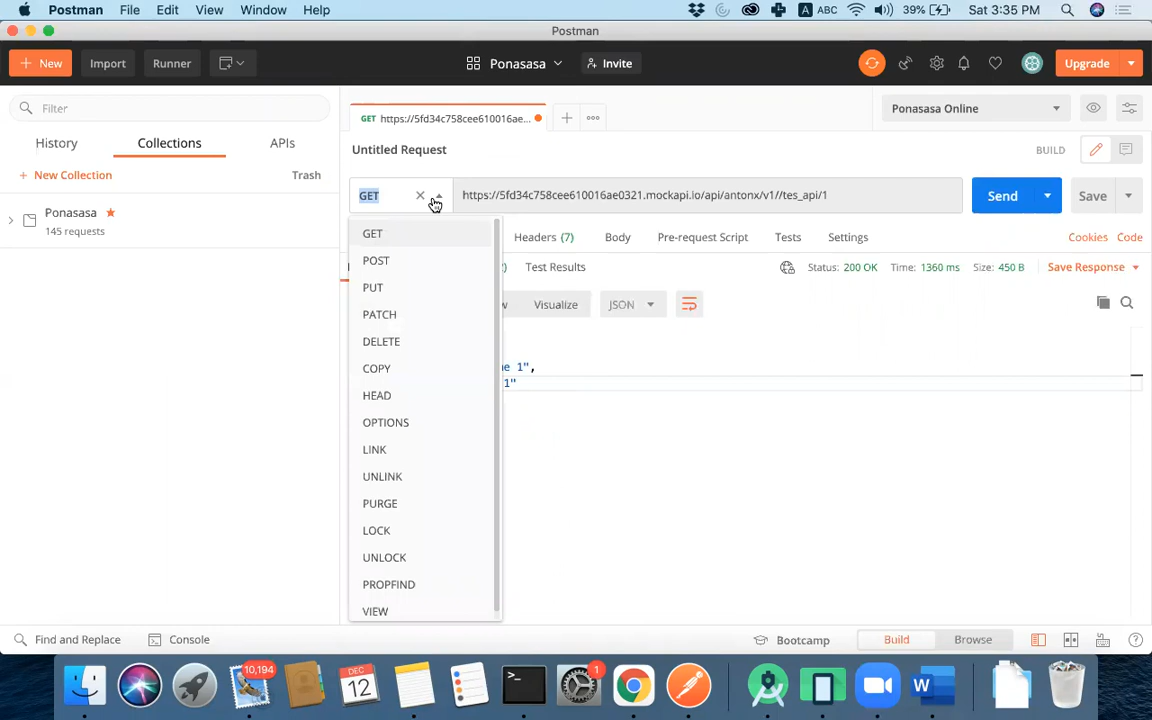 Postman File Edit View Window Help A ABC 39% Sat 3:35 PM
Postman
+ New Import Runner Ponasasa Invite Upgrade
Filter GET https://5fd34c758cee610016ae... Ponasasa Online
History Collections APIs Untitled Request BUILD
+ New Collection Trash
GET https://5fd34c758cee610016ae0321.mockapi.io/api/antonx/v1//tes_api/1 Send Save
Ponasasa
145 requests
GET Headers (7) Body Pre-request Script Tests Settings Cookies Code
POST Test Results Status: 200 OK Time: 1360 ms Size: 450 B Save Response
PUT
Visualize JSON
PATCH
DELETE
COPY 1",
1"
HEAD
OPTIONS
LINK
UNLINK
PURGE
LOCK
UNLOCK
PROPFIND
VIEW
Find and Replace Console Bootcamp Build Browse
10,194 DEC 12 >_ 1 W